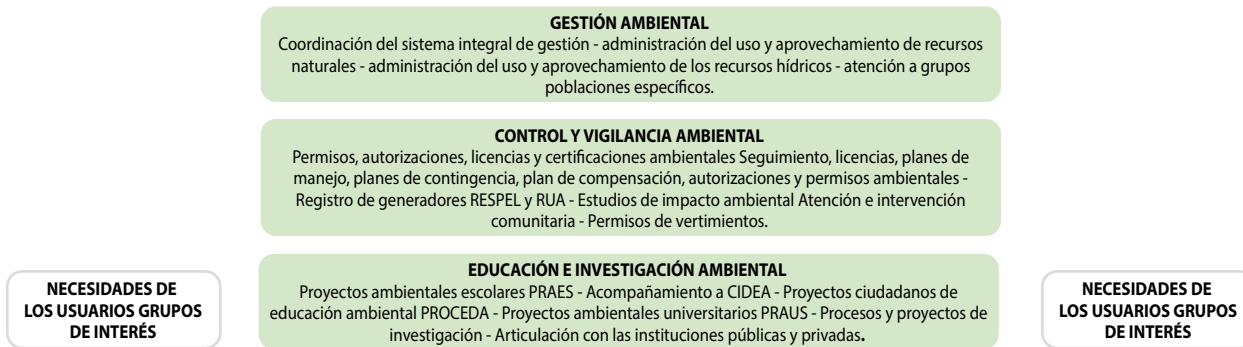 GESTIÓN AMBIENTAL
Coordinación del sistema integral de gestión - administración del uso y aprovechamiento de recursos
naturales - administración del uso y aprovechamiento de los recursos hídricos - atención a grupos
poblaciones específicos.
CONTROL Y VIGILANCIA AMBIENTAL
Permisos, autorizaciones, licencias y certificaciones ambientales Seguimiento, licencias, planes de
manejo, planes de contingencia, plan de compensación, autorizaciones y permisos ambientales -
Registro de generadores RESPEL y RUA - Estudios de impacto ambiental Atención e intervención
comunitaria - Permisos de vertimientos.
NECESIDADES DE
LOS USUARIOS GRUPOS
DE INTERÉS
EDUCACIÓN E INVESTIGACIÓN AMBIENTAL
Proyectos ambientales escolares PRAES - Acompañamiento a CIDEA - Proyectos ciudadanos de
educación ambiental PROCEDA - Proyectos ambientales universitarios PRAUS - Procesos y proyectos de
investigación - Articulación con las instituciones públicas y privadas.
NECESIDADES DE
LOS USUARIOS GRUPOS
DE INTERÉS